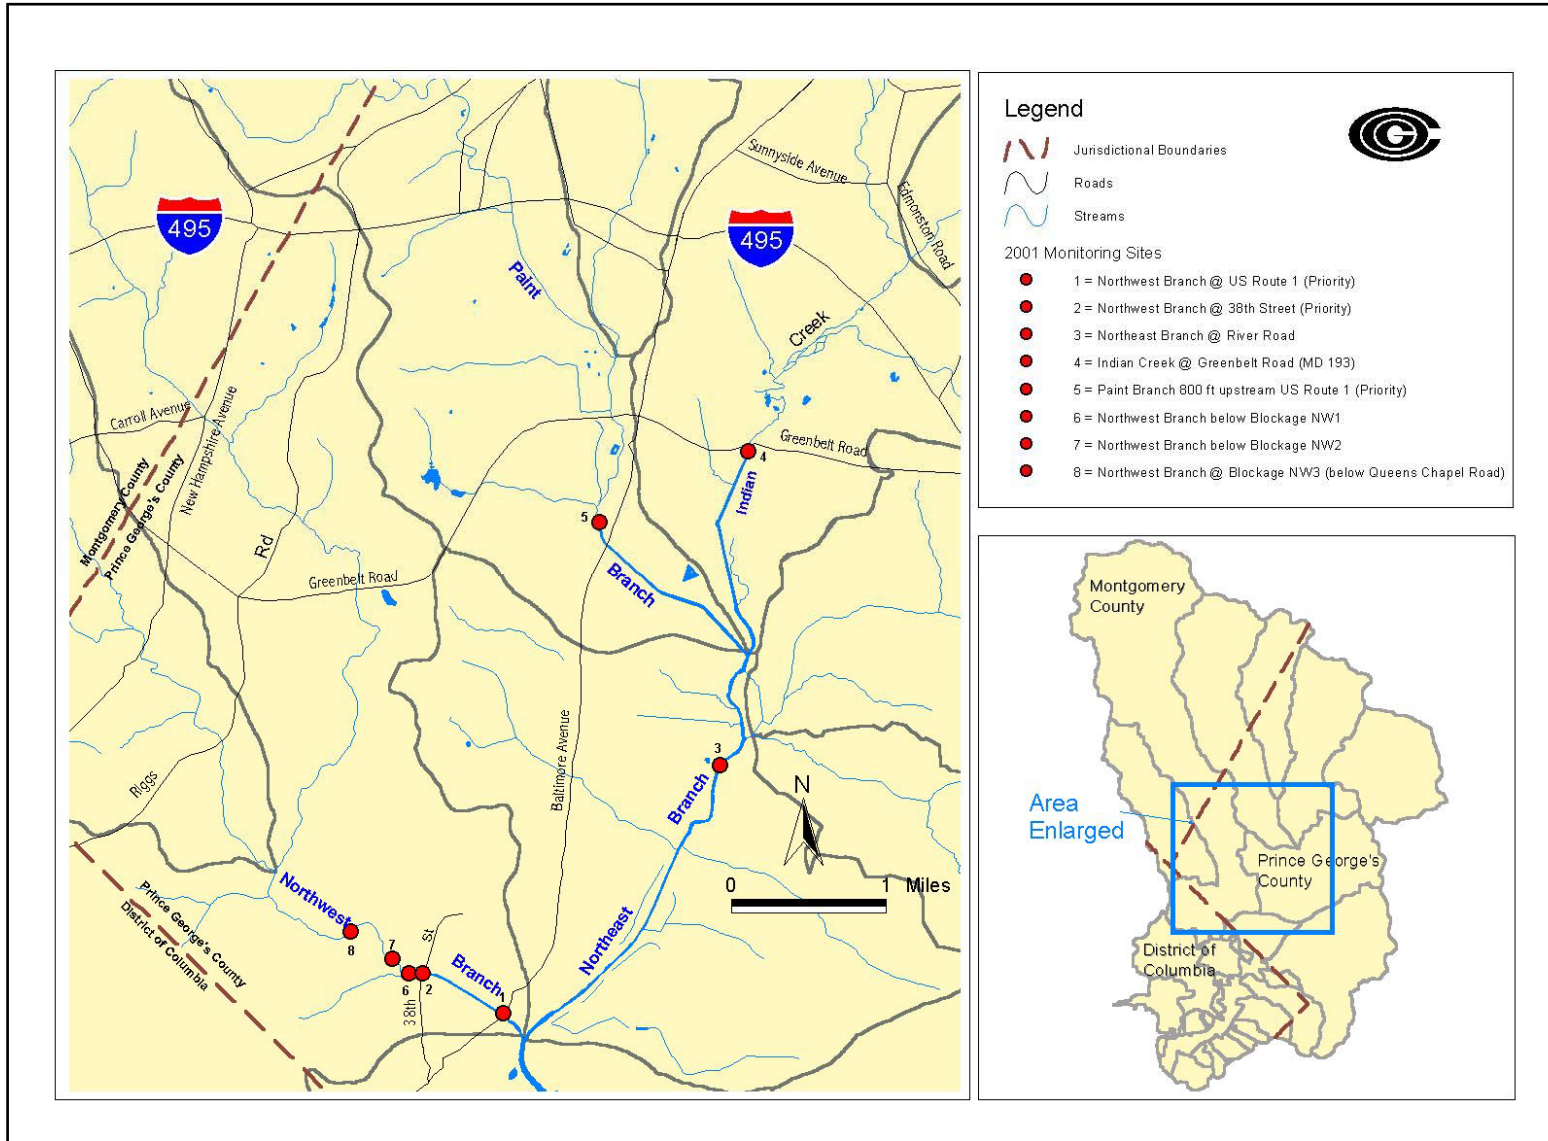 495
495
Sunnyside Avenue
Edmonston Road
Paint
Creek
Carroll Avenue
New Hampshire Avenue
Montgomery County
Prince George's County
Greenbelt Road
4
Indian
5
Rd
Greenbelt Road
Branch
Baltimore Avenue
3
Branch
Riggs
N
0 1 Miles
Northwest
Prince George's County
District of Columbia
8
7
St
Branch
Northeast
6
2
38th
1
Legend
Jurisdictional Boundaries
Roads
Streams
2001 Monitoring Sites
1 = Northwest Branch @ US Route 1 (Priority)
2 = Northwest Branch @ 38th Street (Priority)
3 = Northeast Branch @ River Road
4 = Indian Creek @ Greenbelt Road (MD 193)
5 = Paint Branch 800 ft upstream US Route 1 (Priority)
6 = Northwest Branch below Blockage NW1
7 = Northwest Branch below Blockage NW2
8 = Northwest Branch @ Blockage NW3 (below Queens Chapel Road)
Montgomery
County
Area
Enlarged
Prince George's
County
District of
Columbia